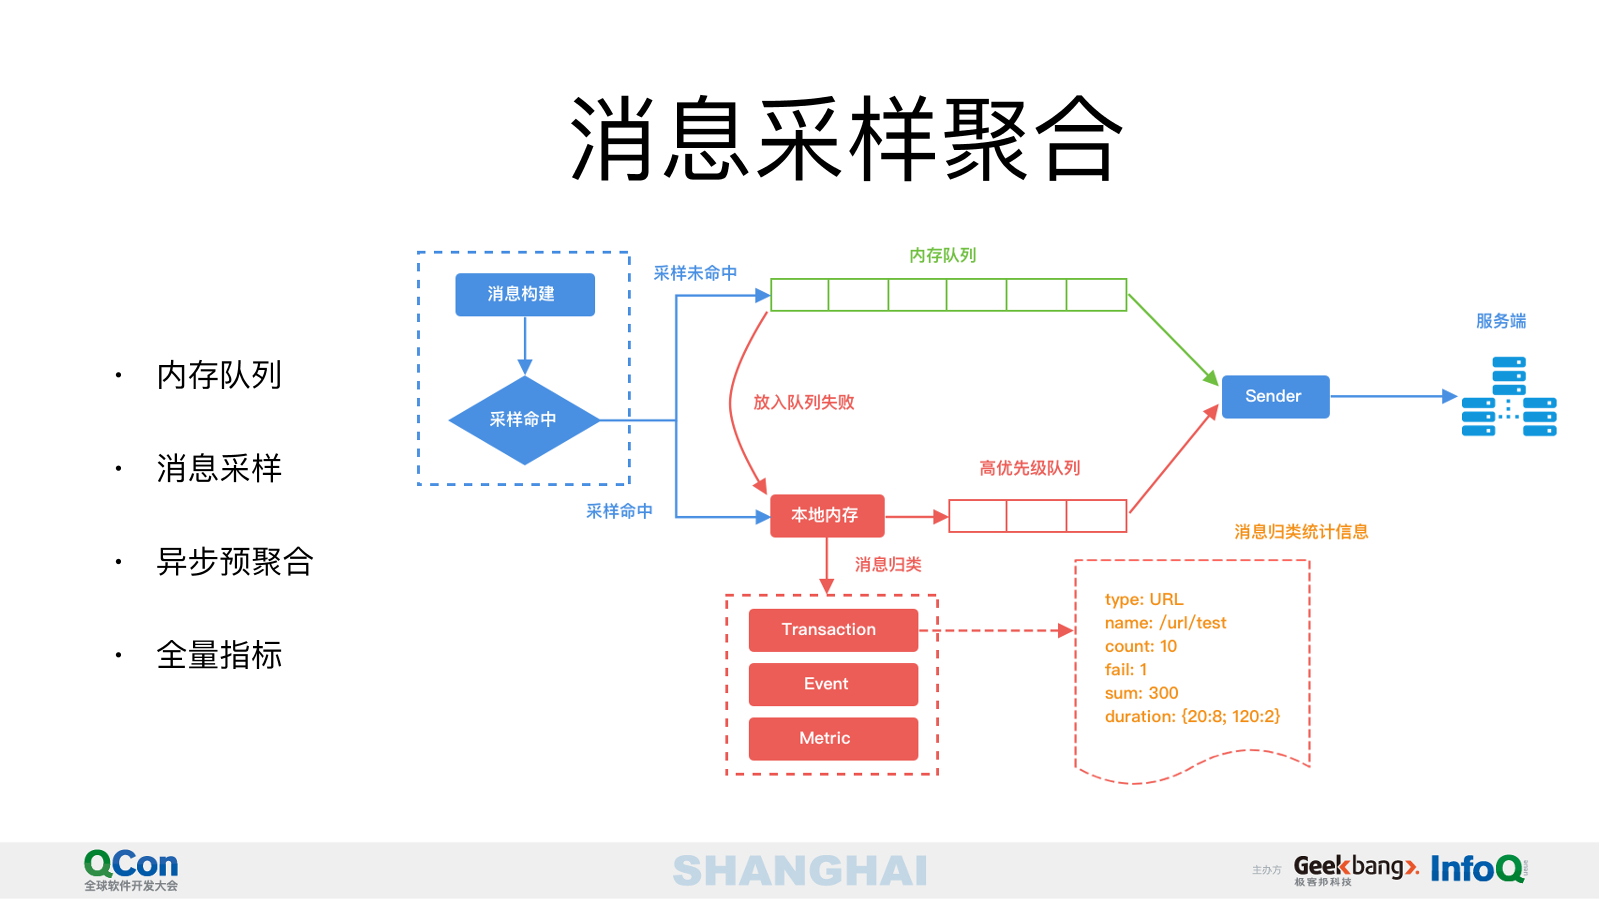 消息采样聚合
· 内存队列
· 消息采样
· 异步预聚合
· 全量指标
消息构建
采样命中
采样未命中
采样命中
内存队列
放入队列失败
本地内存
高优先级队列
消息归类
Transaction
Event
Metric
Sender
服务端
消息归类统计信息
type: URL
name: /url/test
count: 10
fail: 1
sum: 300
duration: {20:8; 120:2}
QCon
全球软件开发大会
SHANGHAI
主办方
Geekbang>.
极客邦科技
InfoQ